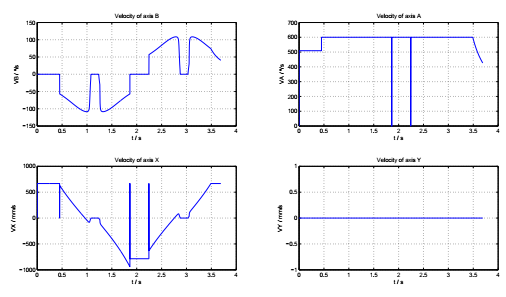 Velocity of axis B
VB / °/s
150
100
50
0
−50
−100
−150
0 0.5 1 1.5 2 2.5 3 3.5 4
t / s
Velocity of axis A
VA / °/s
700
600
500
400
300
200
100
0
0 0.5 1 1.5 2 2.5 3 3.5 4
t / s
Velocity of axis X
VX / mm/s
1000
500
0
−500
−1000
0 0.5 1 1.5 2 2.5 3 3.5 4
t / s
Velocity of axis Y
VY / mm/s
1
0.5
0
−0.5
−1
0 0.5 1 1.5 2 2.5 3 3.5 4
t / s